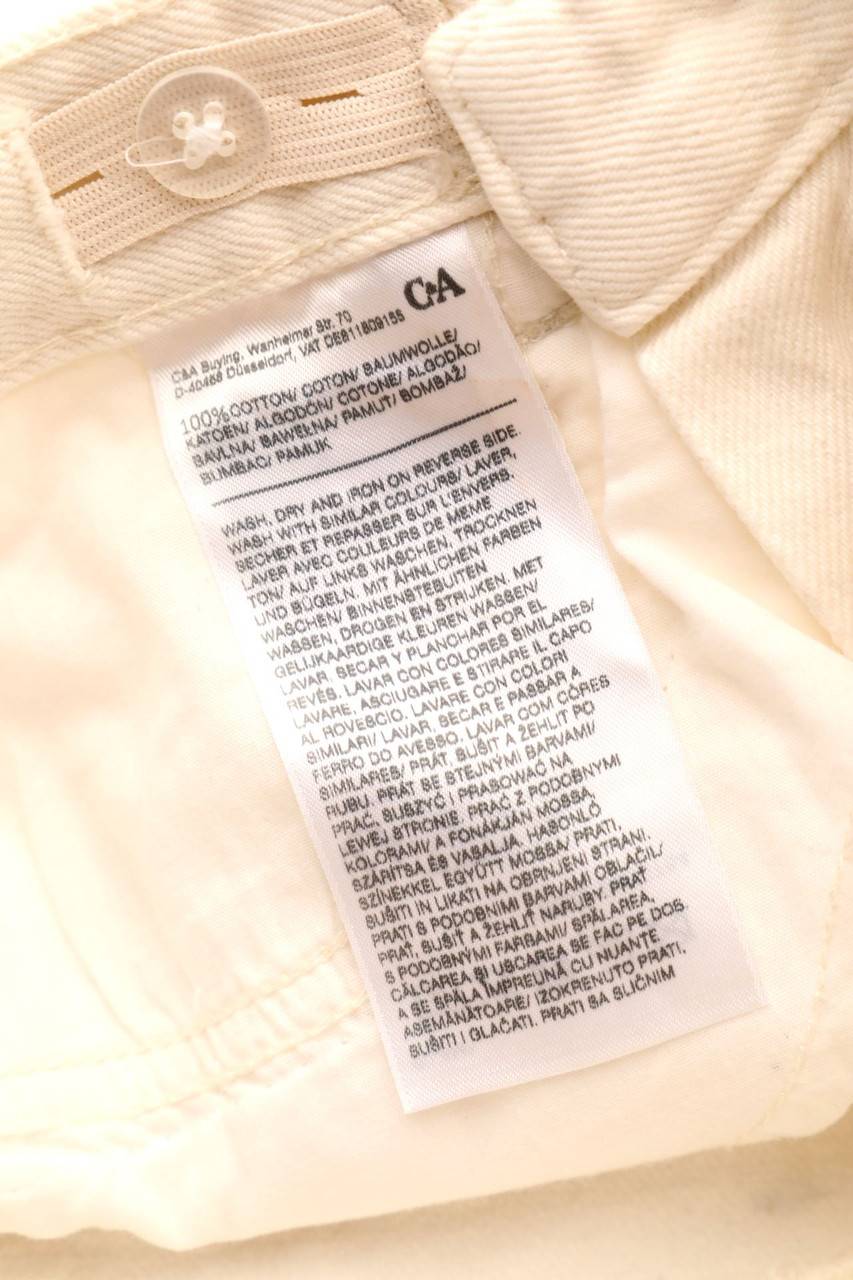 C&A
C&A Buying, Wanheimer Str. 70
D-40468 Düsseldorf, VAT DE811809155
100%COTTON/ COTON/ BAUMWOLLE/
KATOEN/ ALGODÓN/ COTONE/ ALGODÃO/
BAVLNA/ BAWEŁNA/ PAMUT/ BOMBAŽ/
BUMBAC/ PAMUK
WASH, DRY AND IRON ON REVERSE SIDE.
WASH WITH SIMILAR COLOURS/ LAVER,
SÉCHER ET REPASSER SUR L'ENVERS.
LAVER AVEC COULEURS DE MÊME
TON/ AUF LINKS WASCHEN, TROCKNEN
UND BÜGELN. MIT ÄHNLICHEN FARBEN
WASCHEN/ BINNENSTEBUITEN
WASSEN, DROGEN EN STRIJKEN. MET
GELIJKAARDIGE KLEUREN WASSEN/
LAVAR, SECAR Y PLANCHAR POR EL
REVÉS. LAVAR CON COLORES SIMILARES/
LAVARE, ASCIUGARE E STIRARE IL CAPO
AL ROVESCIO. LAVARE CON COLORI
SIMILARI/ LAVAR, SECAR E PASSAR A
FERRO DO AVESSO. LAVAR COM CÔRES
SIMILARES/ PRÁT, SUŠIT A ŽEHLIT PO
RUBU. PRÁT SE STEJNÝMI BARVAMI/
PRAĆ, SUSZYĆ I PRASOWAĆ NA
LEWEJ STRONIE. PRAĆ Z PODOBNYMI
KOLORAMI/ A FONÁKJÁN MOSSA,
SZÁRÍTSA ÉS VASALJA. HASONLÓ
SZÍNEKKEL EGYÜTT MOSSA/ PRATI,
SUŠITI IN LIKATI NA OBRNJENI STRANI.
PRATI S PODOBNIMI BARVAMI OBLAČIL/
PRAŤ, SUŠIŤ A ŽEHLIŤ NARUBY. PRAŤ
S PODOBNÝMI FARBAMI/ SPĂLAREA,
CĂLCAREA ŞI USCAREA SE FAC PE DOS.
A SE SPĂLA ÎMPREUNĂ CU NUANŢE
ASEMĂNĂTOARE/ IZOKRENUTO PRATI,
SUŠITI I GLAČATI. PRATI SA SLIČNIM